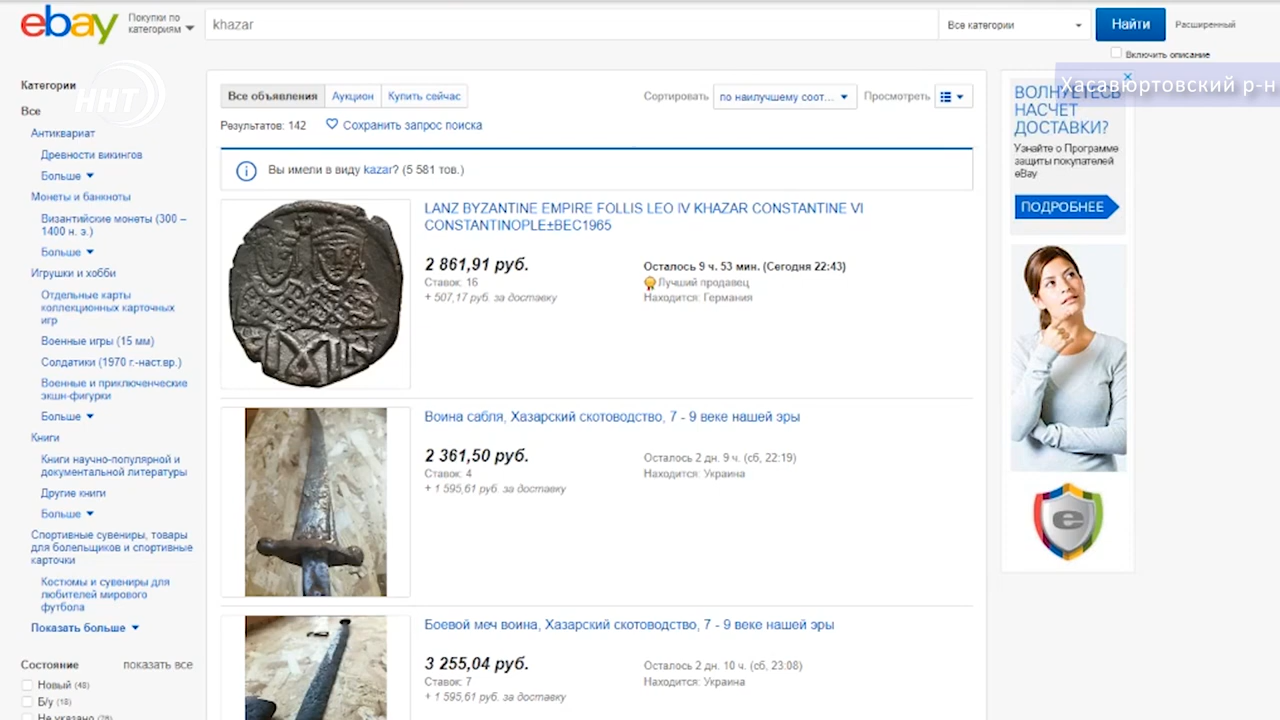 ebay
Покупки по
категориям
khazar
Все категории
Найти
Расширенный
Включить описание
Хасавюртовский р-н
ННТ
Категории
Все
Антиквариат
Древности викингов
Больше
Монеты и банкноты
Византийские монеты (300 –
1400 н. э.)
Больше
Игрушки и хобби
Отдельные карты
коллекционных карточных
игр
Военные игры (15 мм)
Солдатики (1970 г.-наст.вр.)
Военные и приключенческие
экшн-фигурки
Больше
Книги
Книги научно-популярной и
документальной литературы
Другие книги
Больше
Спортивные сувениры, товары
для болельщиков и спортивные
карточки
Костюмы и сувениры для
любителей мирового
футбола
Показать больше
Состояние
показать все
Новый (48)
Б/у (18)
Не указано (76)
Все объявления
Аукцион
Купить сейчас
Сортировать
по наилучшему соот...
Просмотреть
Результатов: 142
Сохранить запрос поиска
Вы имели в виду kazar? (5 581 тов.)
LANZ BYZANTINE EMPIRE FOLLIS LEO IV KHAZAR CONSTANTINE VI
CONSTANTINOPLE±BEC1965
2 861,91 руб.
Осталось 9 ч. 53 мин. (Сегодня 22:43)
Ставок: 16
Лучший продавец
+ 507,17 руб. за доставку
Находится: Германия
Воина сабля, Хазарский скотоводство, 7 - 9 веке нашей эры
2 361,50 руб.
Осталось 2 дн. 9 ч. (сб, 22:19)
Ставок: 4
Находится: Украина
+ 1 595,61 руб. за доставку
Боевой меч воина, Хазарский скотоводство, 7 - 9 веке нашей эры
3 255,04 руб.
Осталось 2 дн. 10 ч. (сб, 23:08)
Ставок: 7
Находится: Украина
+ 1 595,61 руб. за доставку
ВОЛНУЕТЕСЬ
НАСЧЕТ
ДОСТАВКИ?
Узнайте о Программе
защиты покупателей
eBay
ПОДРОБНЕЕ
e